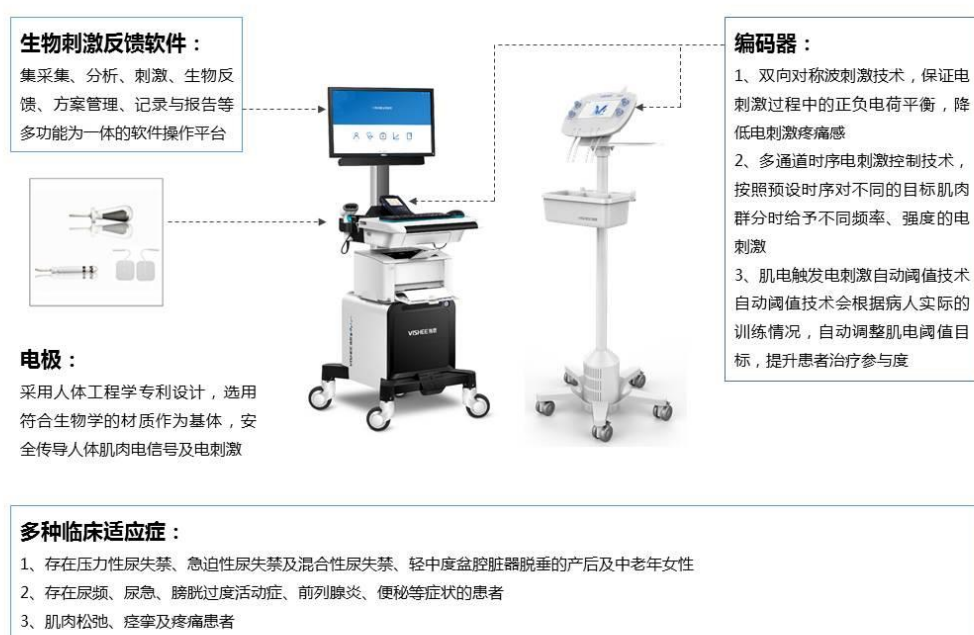 生物刺激反馈软件：
集采集、分析、刺激、生物反
馈、方案管理、记录与报告等
多功能为一体的软件操作平台
电极：
采用人体工程学专利设计，选用
符合生物学的材质作为基体，安
全传导人体肌肉电信号及电刺激
VISHEE
编码器：
1、双向对称波刺激技术，保证电
刺激过程中的正负电荷平衡，降
低电刺激疼痛感
2、多通道时序电刺激控制技术，
按照预设时序对不同的目标肌肉
群分时给予不同频率、强度的电
刺激
3、肌电触发电刺激自动阈值技术
自动阈值技术会根据病人实际的
训练情况，自动调整肌电阈值目
标，提升患者治疗参与度
多种临床适应症：
1、存在压力性尿失禁、急迫性尿失禁及混合性尿失禁、轻中度盆腔脏器脱垂的产后及中老年女性
2、存在尿频、尿急、膀胱过度活动症、前列腺炎、便秘等症状的患者
3、肌肉松弛、痉挛及疼痛患者